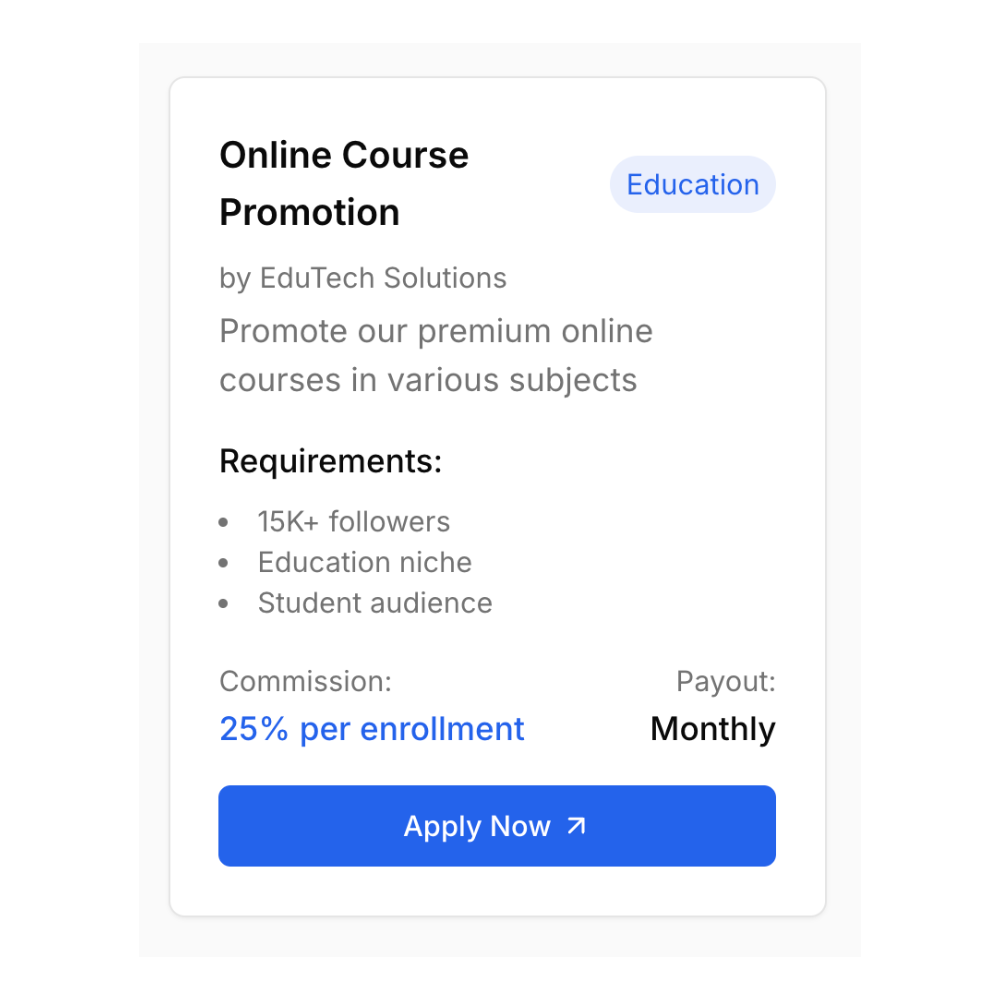 Online Course
Promotion
Education
by EduTech Solutions
Promote our premium online
courses in various subjects
Requirements:
• 15K+ followers
• Education niche
• Student audience
Commission:
25% per enrollment
Payout:
Monthly
Apply Now ↗